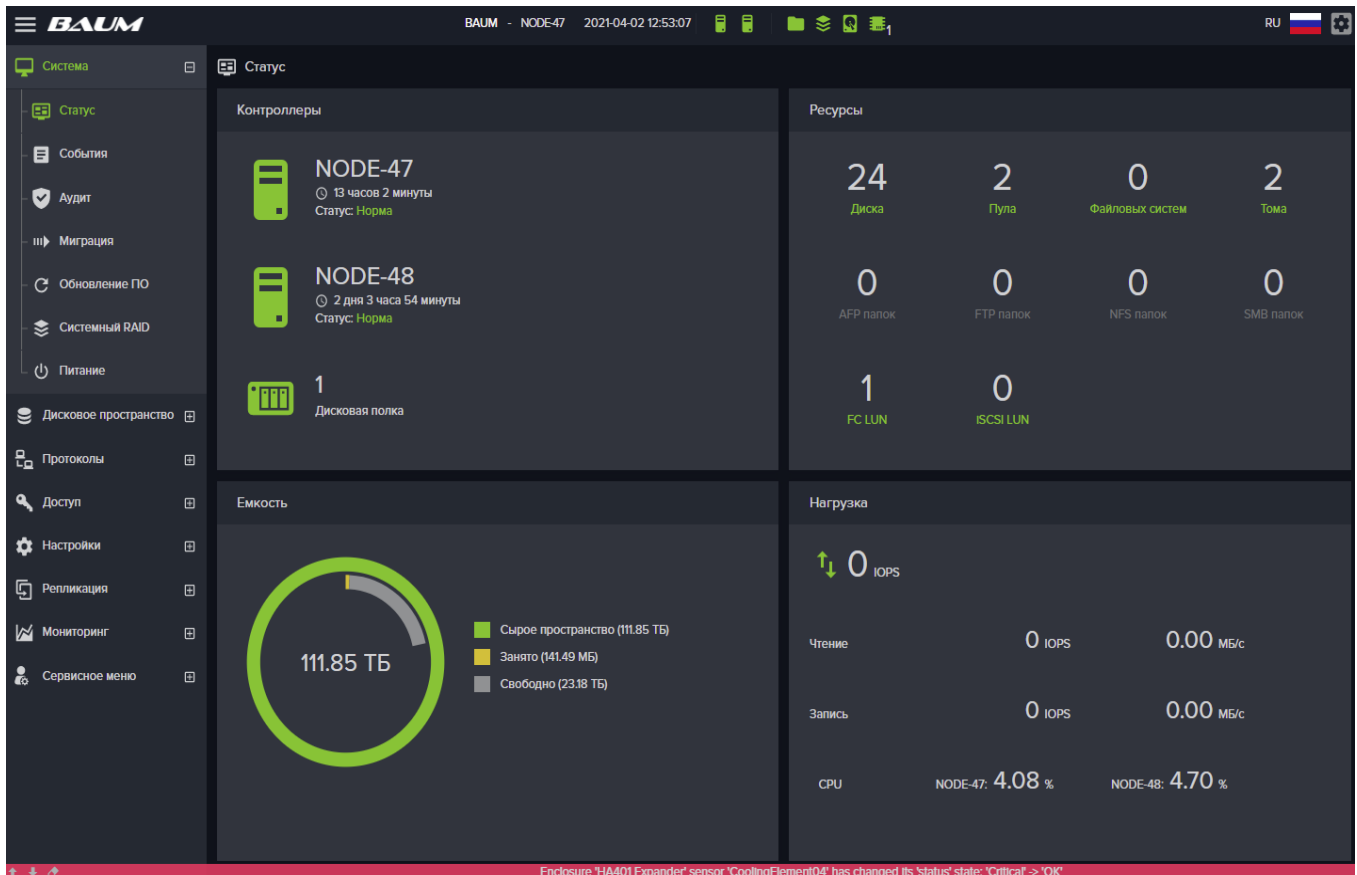 BAUM
BAUM - NODE-47 2021-04-02 12:53:07
1
RU
Система
Статус
События
Аудит
Миграция
Обновление ПО
Системный RAID
Питание
Дисковое пространство
Протоколы
Доступ
Настройки
Репликация
Мониторинг
Сервисное меню
Статус
Контроллеры
NODE-47
13 часов 2 минуты
Статус: Норма
NODE-48
2 дня 3 часа 54 минуты
Статус: Норма
1
Дисковая полка
Ресурсы
24 2 0 2
Диска Пула Файловых систем Тома
0 0 0 0
AFP папок FTP папок NFS папок SMB папок
1 0
FC LUN iSCSI LUN
Емкость
111.85 ТБ
Сырое пространство (111.85 ТБ)
Занято (141.49 МБ)
Свободно (23.18 ТБ)
Нагрузка
0 IOPS
Чтение 0 IOPS 0.00 МБ/с
Запись 0 IOPS 0.00 МБ/с
CPU NODE-47: 4.08 % NODE-48: 4.70 %
Enclosure 'HA401 Expander' sensor 'CoolingElement04' has changed its 'status' state: 'Critical' -> 'OK'